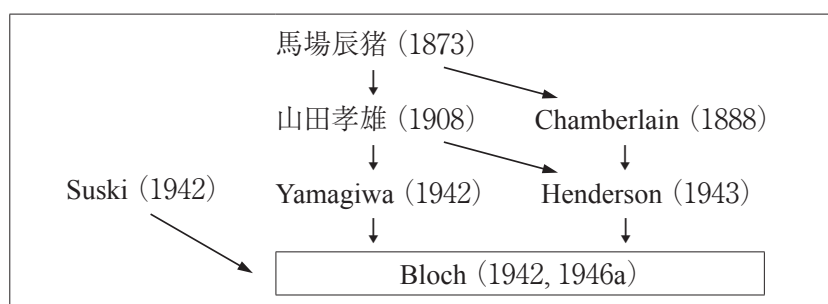 馬場辰猪（1873）
山田孝雄（1908） Chamberlain（1888）
Suski（1942） Yamagiwa（1942） Henderson（1943）
Bloch（1942, 1946a）